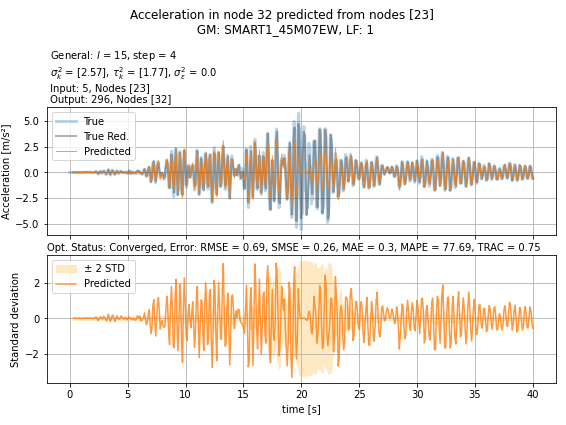 Acceleration in node 32 predicted from nodes [23]
GM: SMART1_45M07EW, LF: 1
General: l = 15, step = 4
σ²ₖ = [2.57], τ²ₖ = [1.77], σ²ε = 0.0
Input: 5, Nodes [23]
Output: 296, Nodes [32]
True
True Red.
Predicted
Acceleration [m/s²]
5.0
2.5
0.0
−2.5
−5.0
Opt. Status: Converged, Error: RMSE = 0.69, SMSE = 0.26, MAE = 0.3, MAPE = 77.69, TRAC = 0.75
± 2 STD
Predicted
Standard deviation
2
0
−2
0 5 10 15 20 25 30 35 40
time [s]